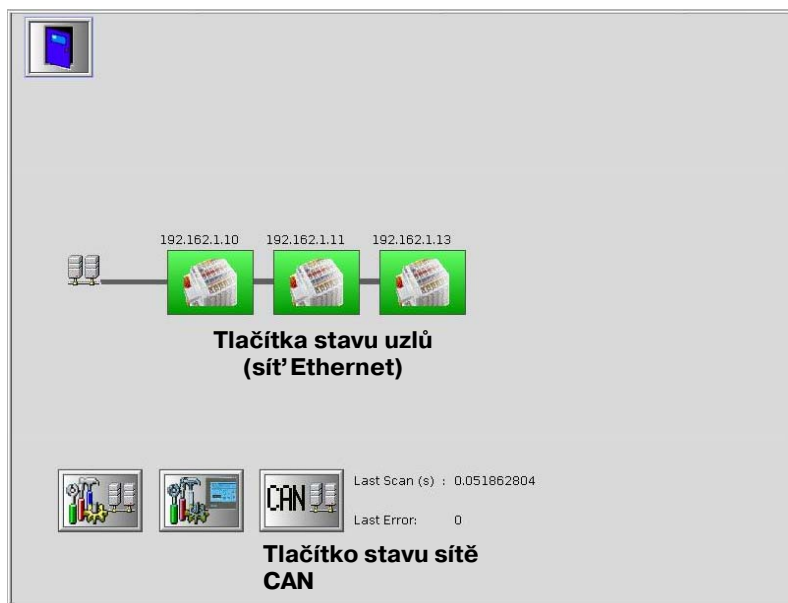 192.162.1.10 192.162.1.11 192.162.1.13
Tlačítka stavu uzlů
(síť Ethernet)
CAN
Last Scan (s) : 0.051862804
Last Error: 0
Tlačítko stavu sítě
CAN